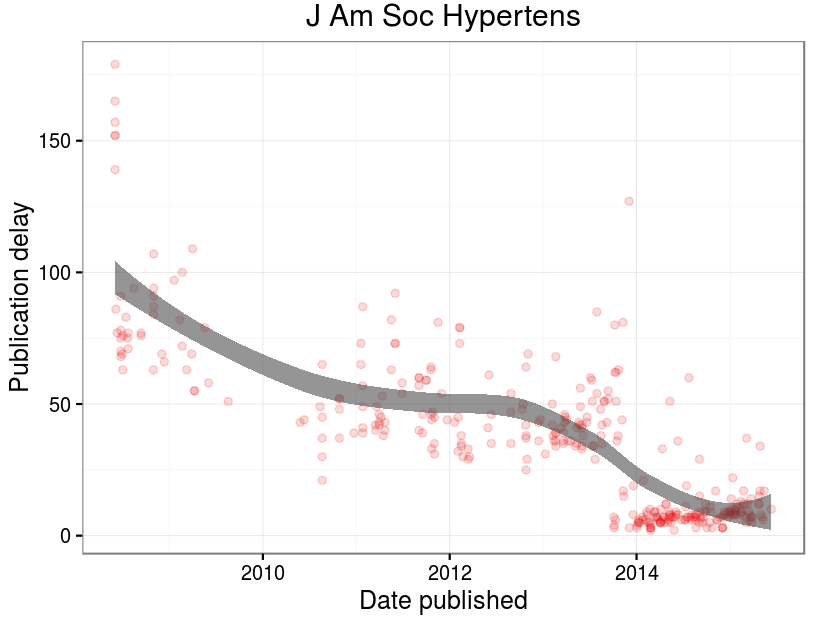 J Am Soc Hypertens
Publication delay
150
100
50
0
2010 2012 2014
Date published